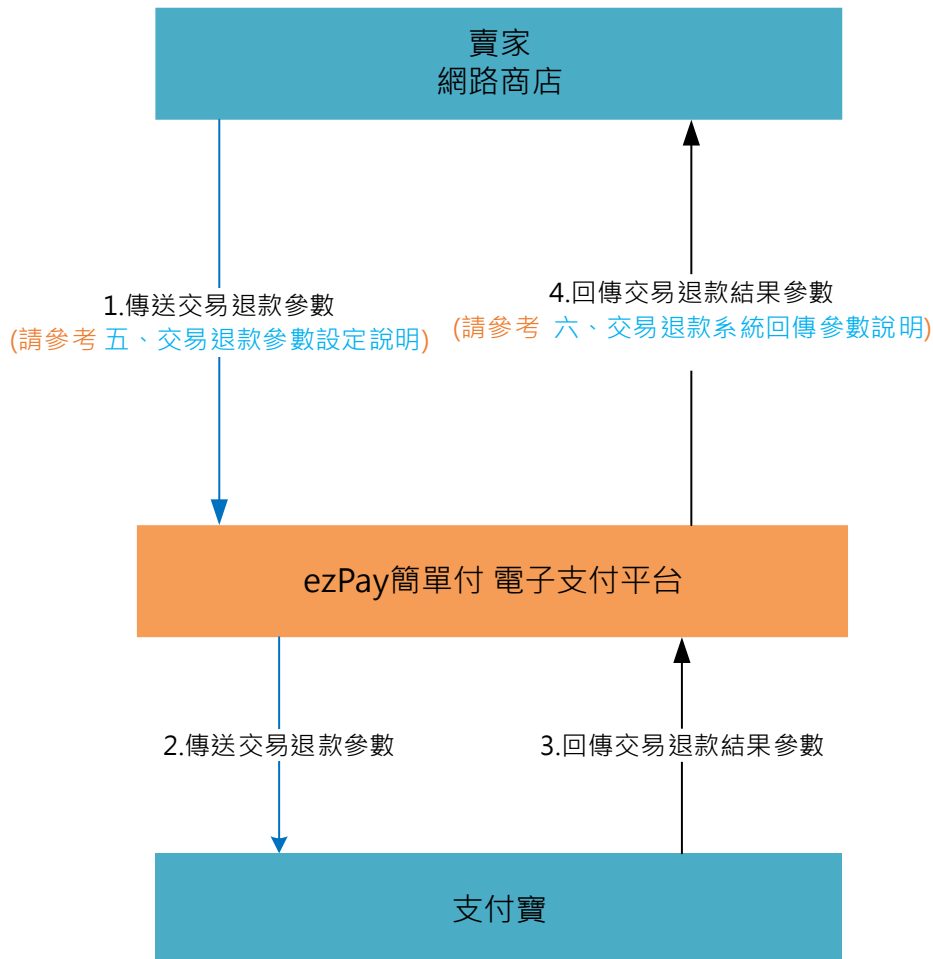 賣家
網路商店
1.傳送交易退款參數
(請參考 五、交易退款參數設定說明)
4.回傳交易退款結果參數
(請參考 六、交易退款系統回傳參數說明)
ezPay簡單付 電子支付平台
2.傳送交易退款參數
3.回傳交易退款結果參數
支付寶